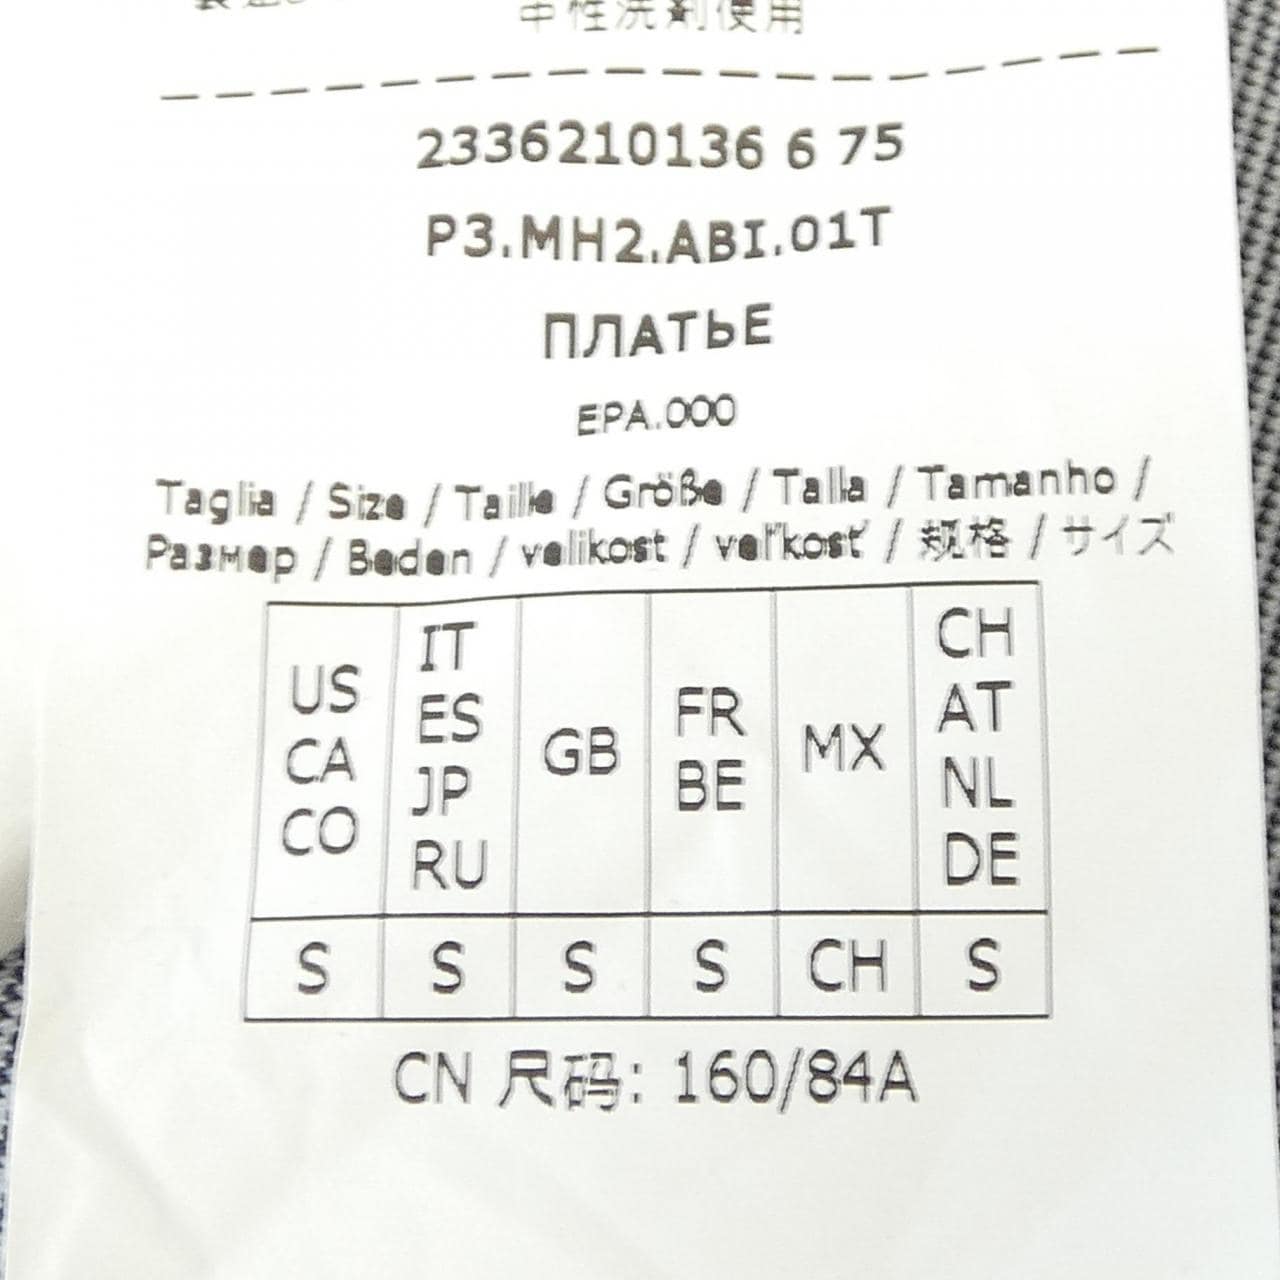 中性洗剤使用
2336210136 6 75
P3.MH2.ABI.01T
ПЛАТЬЕ
EPA.000
Taglia / Size / Taille / Größe / Talla / Tamanho /
Размер / Beden / velikost / veľkosť / 规格 / サイズ
US CA CO
IT ES JP RU
GB
FR BE
MX
CH AT NL DE
S S S S CH S
CN 尺码: 160/84A